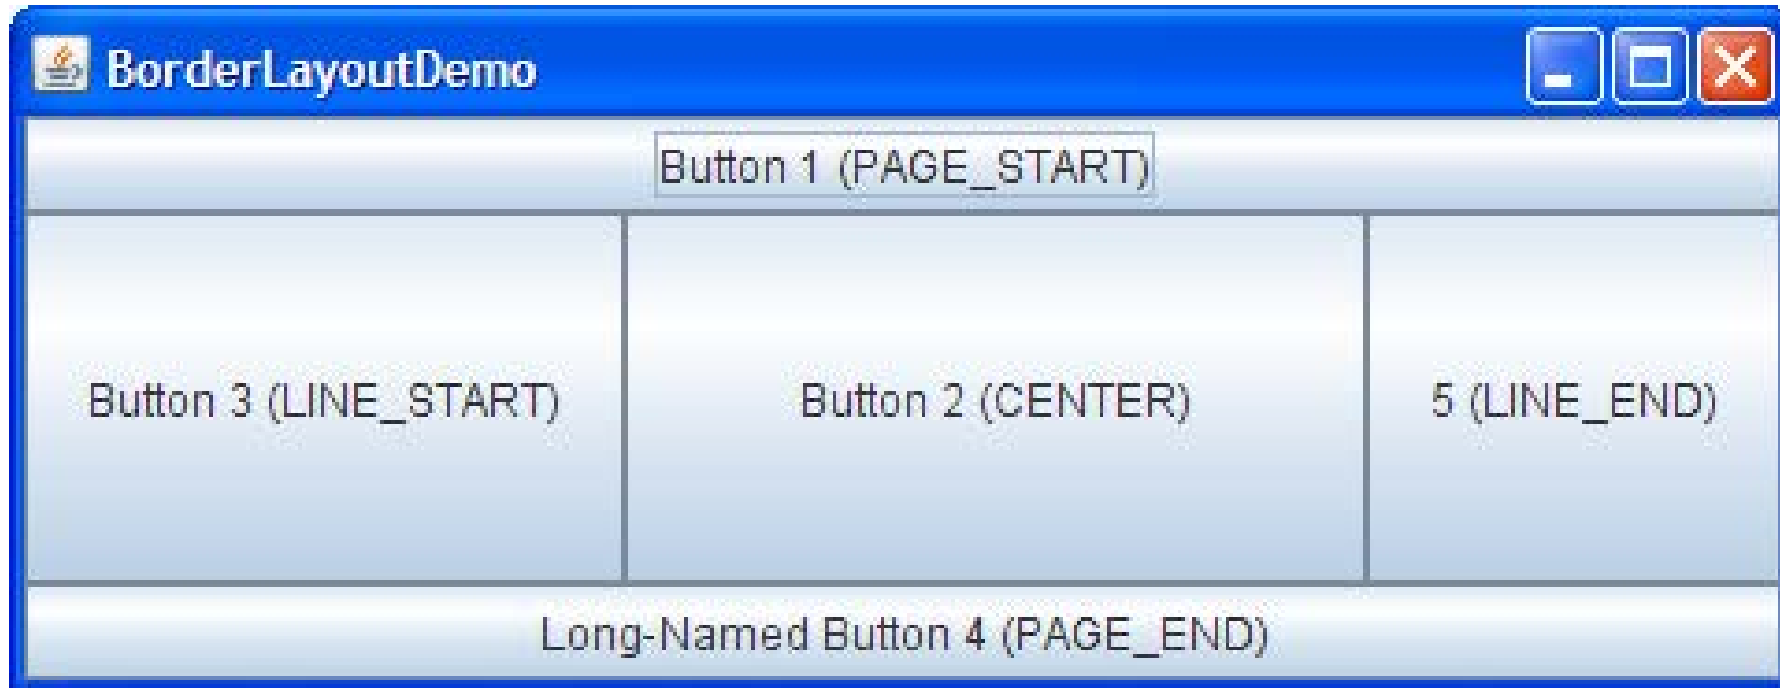 BorderLayoutDemo
Button 1 (PAGE_START)
Button 3 (LINE_START)
Button 2 (CENTER)
5 (LINE_END)
Long-Named Button 4 (PAGE_END)